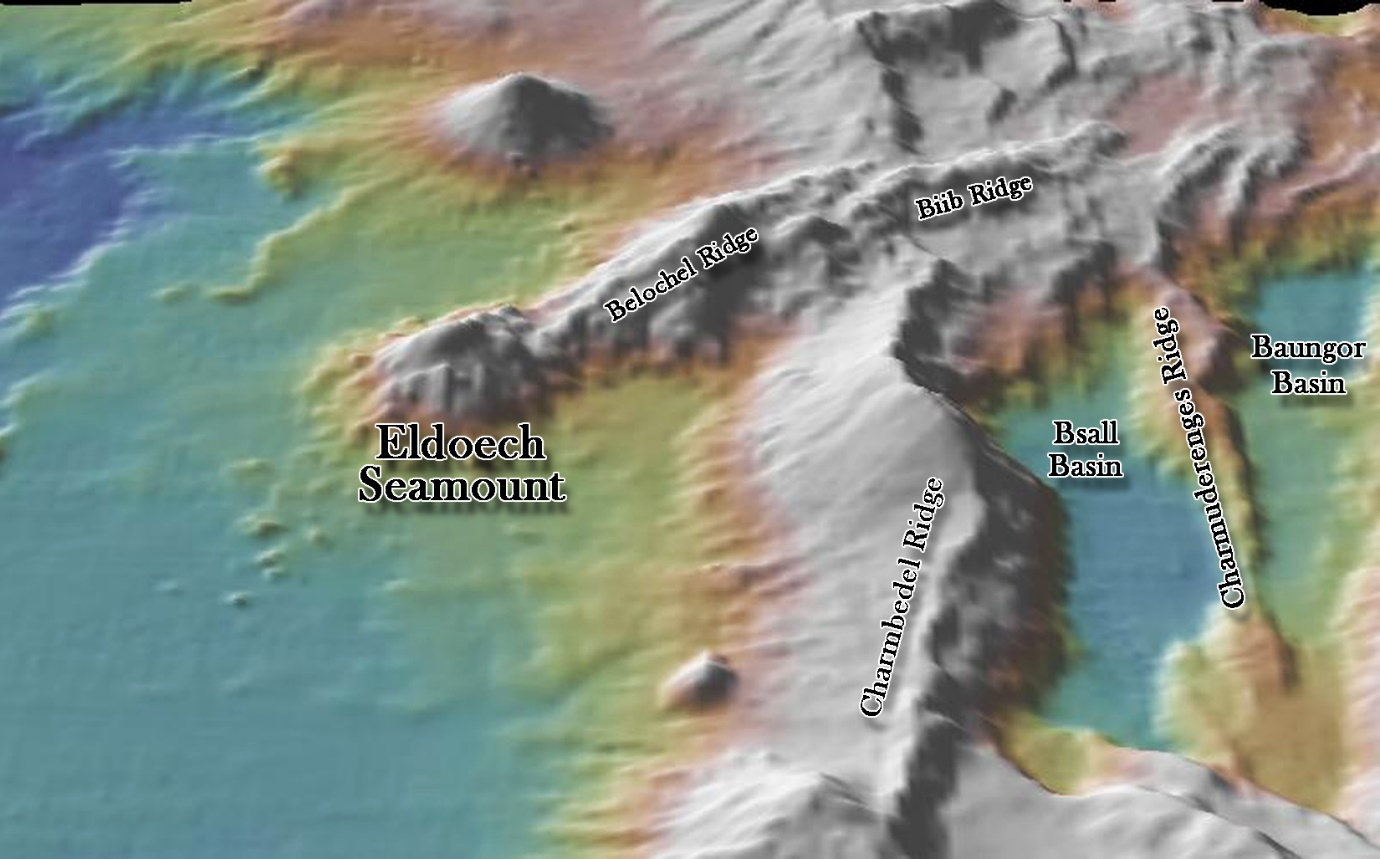 Biib Ridge
Belochel Ridge
Baungor
Basin
Charmuderenges Ridge
Bsall
Basin
Eldoech
Seamount
Charmbedel Ridge